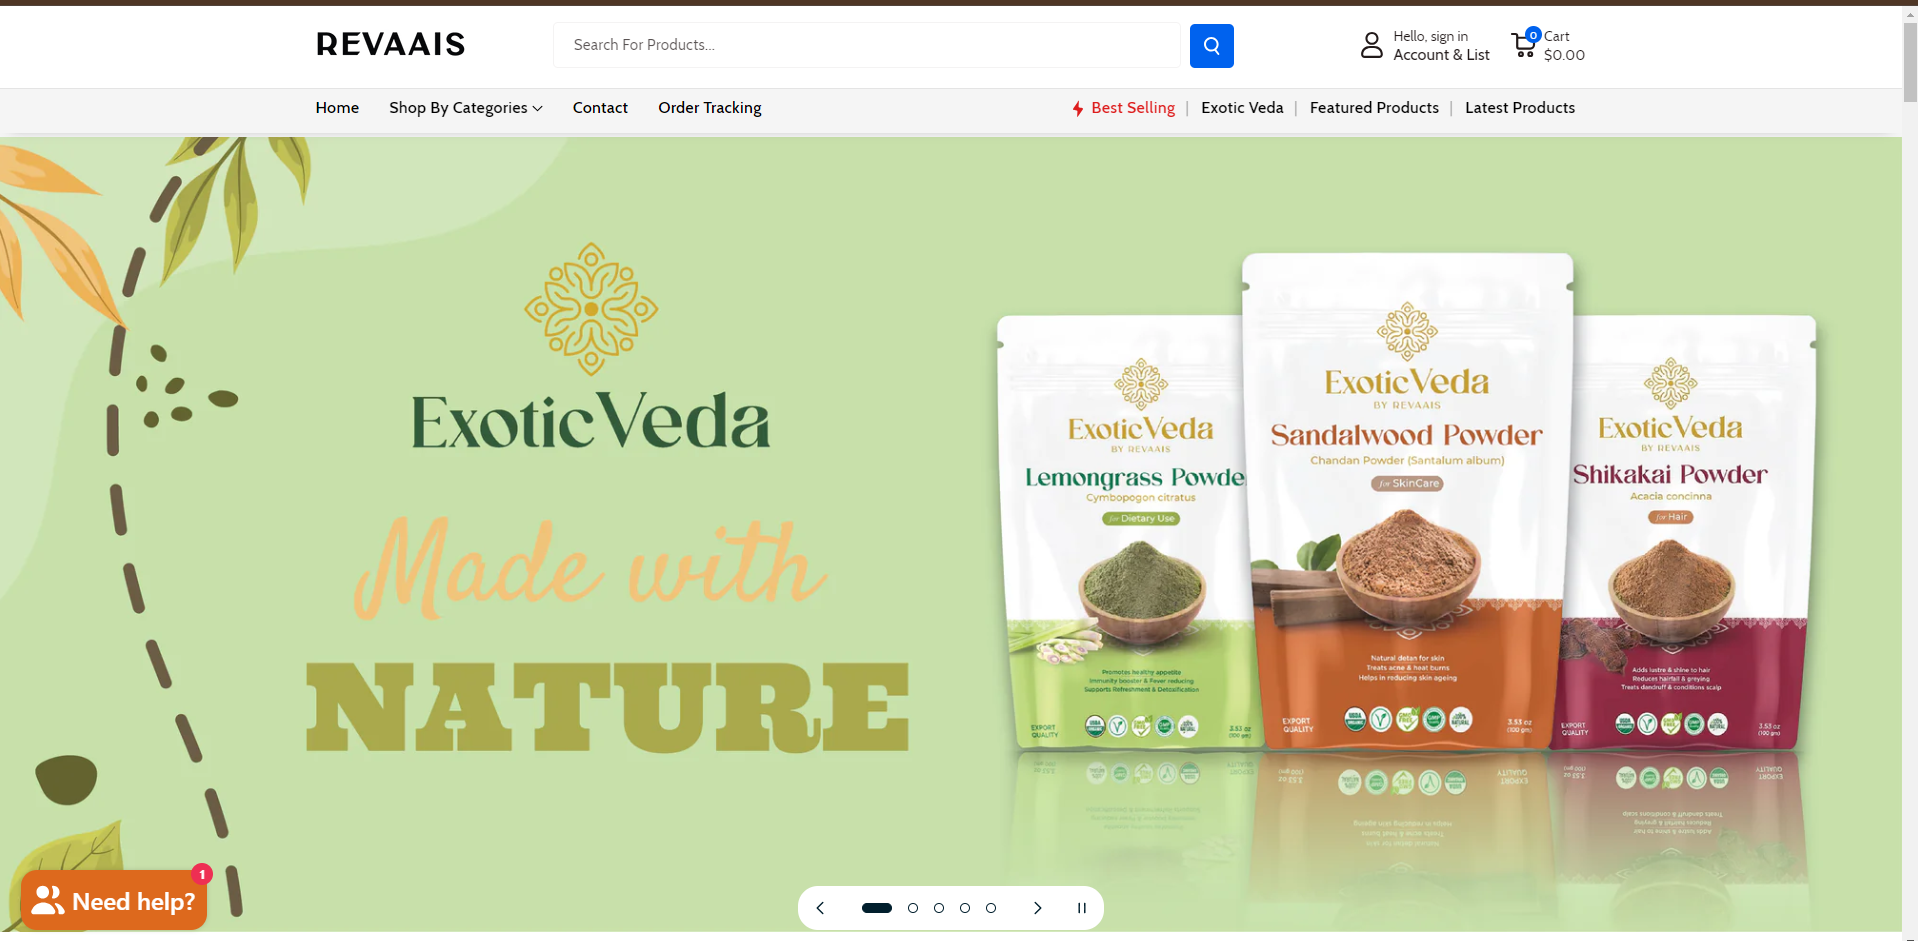 REVAAIS
Search For Products...
Hello, sign in
Account & List
0
Cart
$0.00
Home
Shop By Categories
Contact
Order Tracking
Best Selling
Exotic Veda
Featured Products
Latest Products
ExoticVeda
Made with
NATURE
ExoticVeda
BY REVAAIS
Lemongrass Powde
Cymbopogon citratus
for Dietary Use
Promotes healthy appetite
Immunity booster & Fever reducing
Supports Refreshment & Detoxification
EXPORT
QUALITY
3.53 oz
(100 gm)
ExoticVeda
BY REVAAIS
Sandalwood Powder
Chandan Powder (Santalum album)
for SkinCare
Natural detan for skin
Treats acne & heat burns
Helps in reducing skin ageing
EXPORT
QUALITY
3.53 oz
(100 gm)
ExoticVeda
BY REVAAIS
Shikakai Powder
Acacia concinna
for Hair
Adds lustre & shine to hair
Reduces hairfall & greying
Treats dandruff & conditions scalp
EXPORT
QUALITY
3.53 oz
(100 gm)
Need help?
1